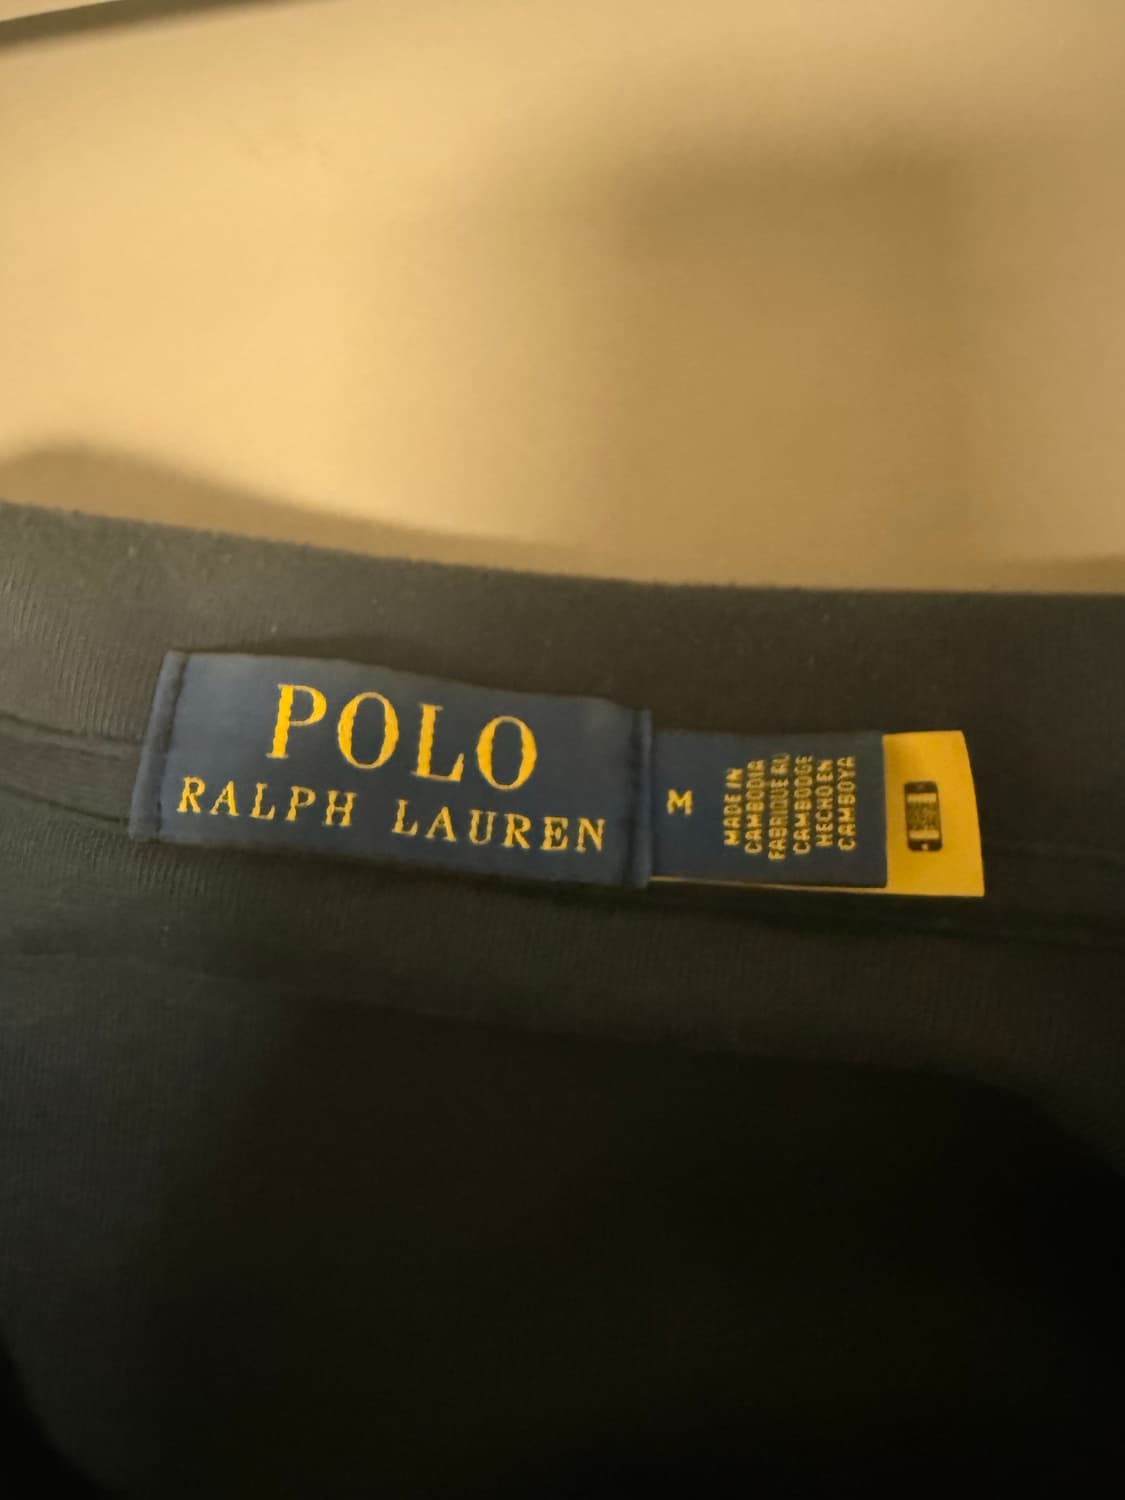 POLO
RALPH LAUREN
M
MADE IN
CAMBODIA
FABRIQUE AU
CAMBODGE
HECHO EN
CAMBOYA